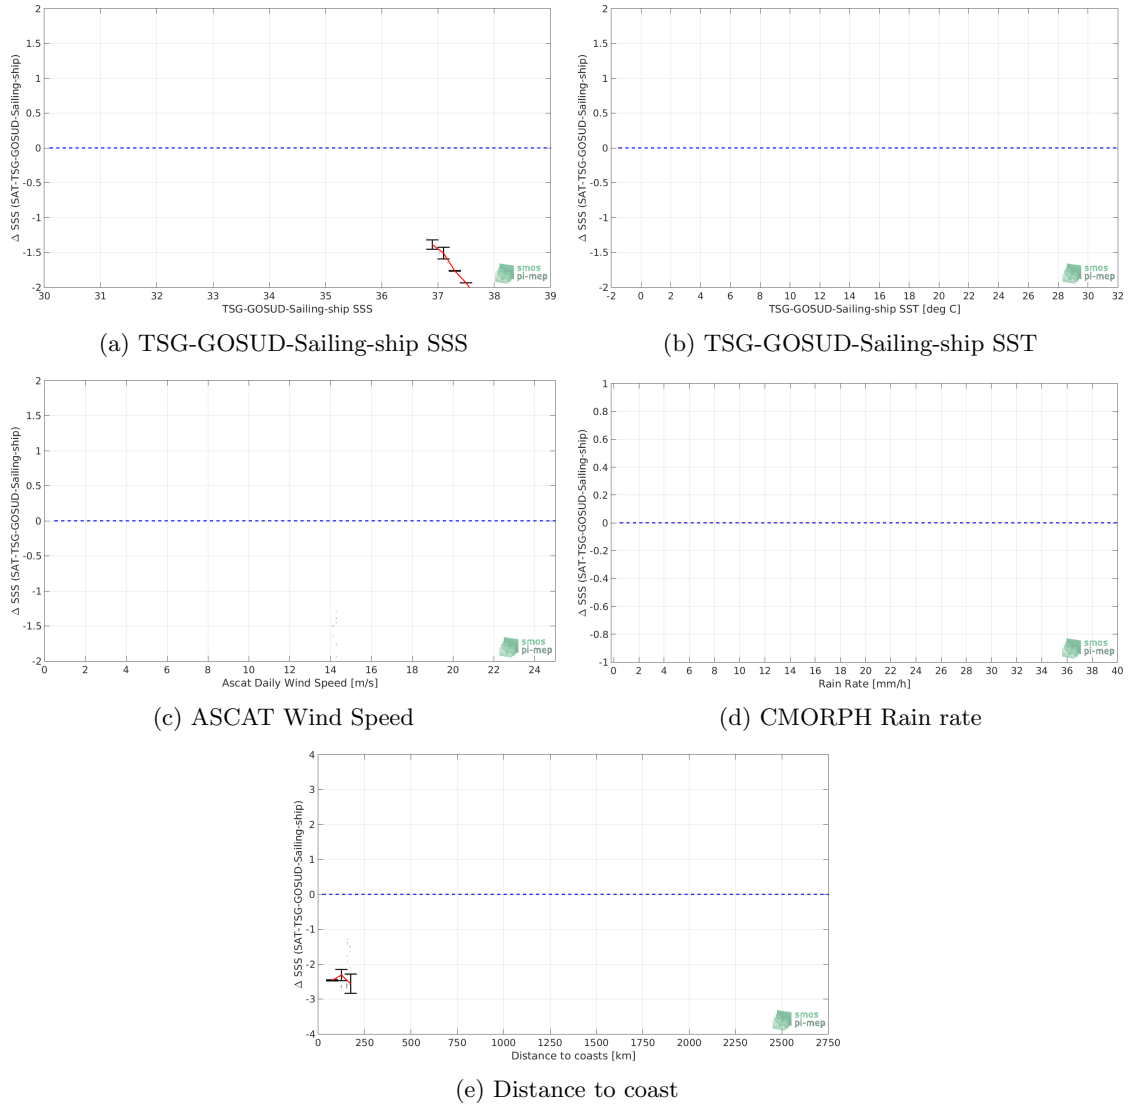 2
1.5
1
0.5
0
-0.5
-1
-1.5
-2
Δ SSS (SAT-TSG-GOSUD-Sailing-ship)
30 31 32 33 34 35 36 37 38 39
TSG-GOSUD-Sailing-ship SSS
smos
pi-mep
(a) TSG-GOSUD-Sailing-ship SSS
2
1.5
1
0.5
0
-0.5
-1
-1.5
-2
Δ SSS (SAT-TSG-GOSUD-Sailing-ship)
-2 0 2 4 6 8 10 12 14 16 18 20 22 24 26 28 30 32
TSG-GOSUD-Sailing-ship SST [deg C]
smos
pi-mep
(b) TSG-GOSUD-Sailing-ship SST
2
1.5
1
0.5
0
-0.5
-1
-1.5
-2
Δ SSS (SAT-TSG-GOSUD-Sailing-ship)
0 2 4 6 8 10 12 14 16 18 20 22 24
Ascat Daily Wind Speed [m/s]
smos
pi-mep
(c) ASCAT Wind Speed
1
0.8
0.6
0.4
0.2
0
-0.2
-0.4
-0.6
-0.8
-1
Δ SSS (SAT-TSG-GOSUD-Sailing-ship)
0 2 4 6 8 10 12 14 16 18 20 22 24 26 28 30 32 34 36 38 40
Rain Rate [mm/h]
smos
pi-mep
(d) CMORPH Rain rate
4
3
2
1
0
-1
-2
-3
-4
Δ SSS (SAT-TSG-GOSUD-Sailing-ship)
0 250 500 750 1000 1250 1500 1750 2000 2250 2500 2750
Distance to coasts [km]
smos
pi-mep
(e) Distance to coast